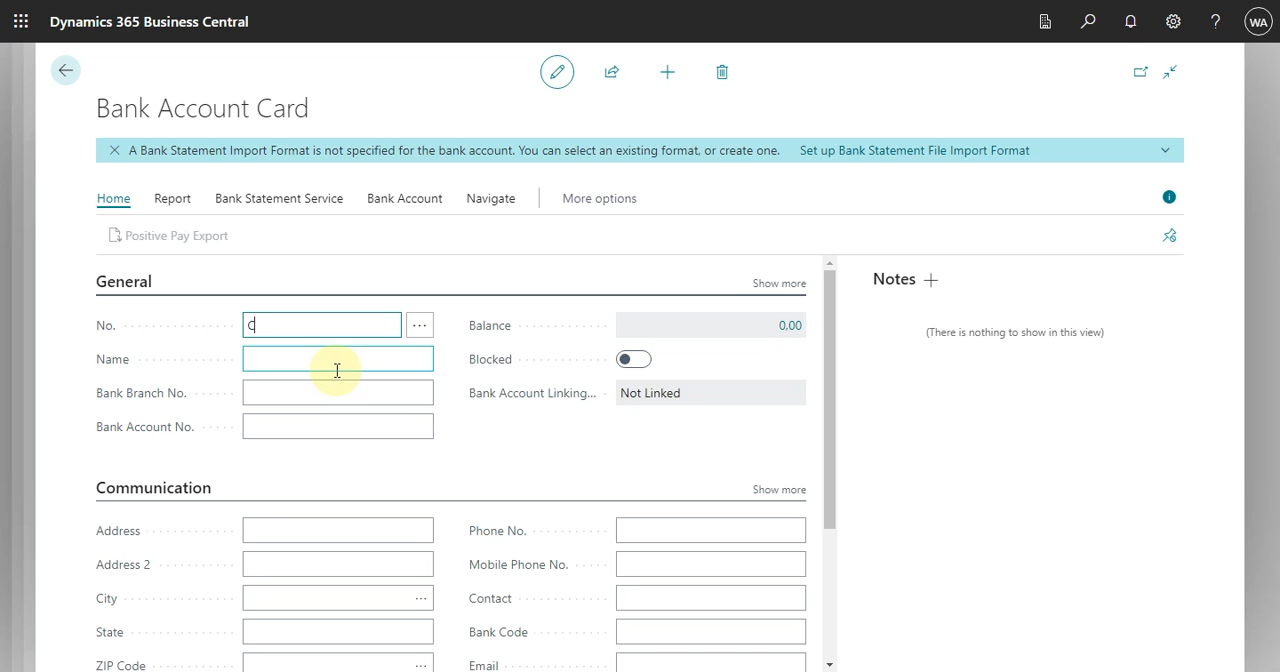 Dynamics 365 Business Central
?
WA
Bank Account Card
A Bank Statement Import Format is not specified for the bank account. You can select an existing format, or create one. Set up Bank Statement File Import Format
Home Report Bank Statement Service Bank Account Navigate More options
Positive Pay Export
General Show more
Notes
No. C
Balance 0,00
(There is nothing to show in this view)
Name
Blocked
Bank Branch No.
Bank Account Linking... Not Linked
Bank Account No.
Communication Show more
Address
Phone No.
Address 2
Mobile Phone No.
City
Contact
State
Bank Code
ZIP Code
Email